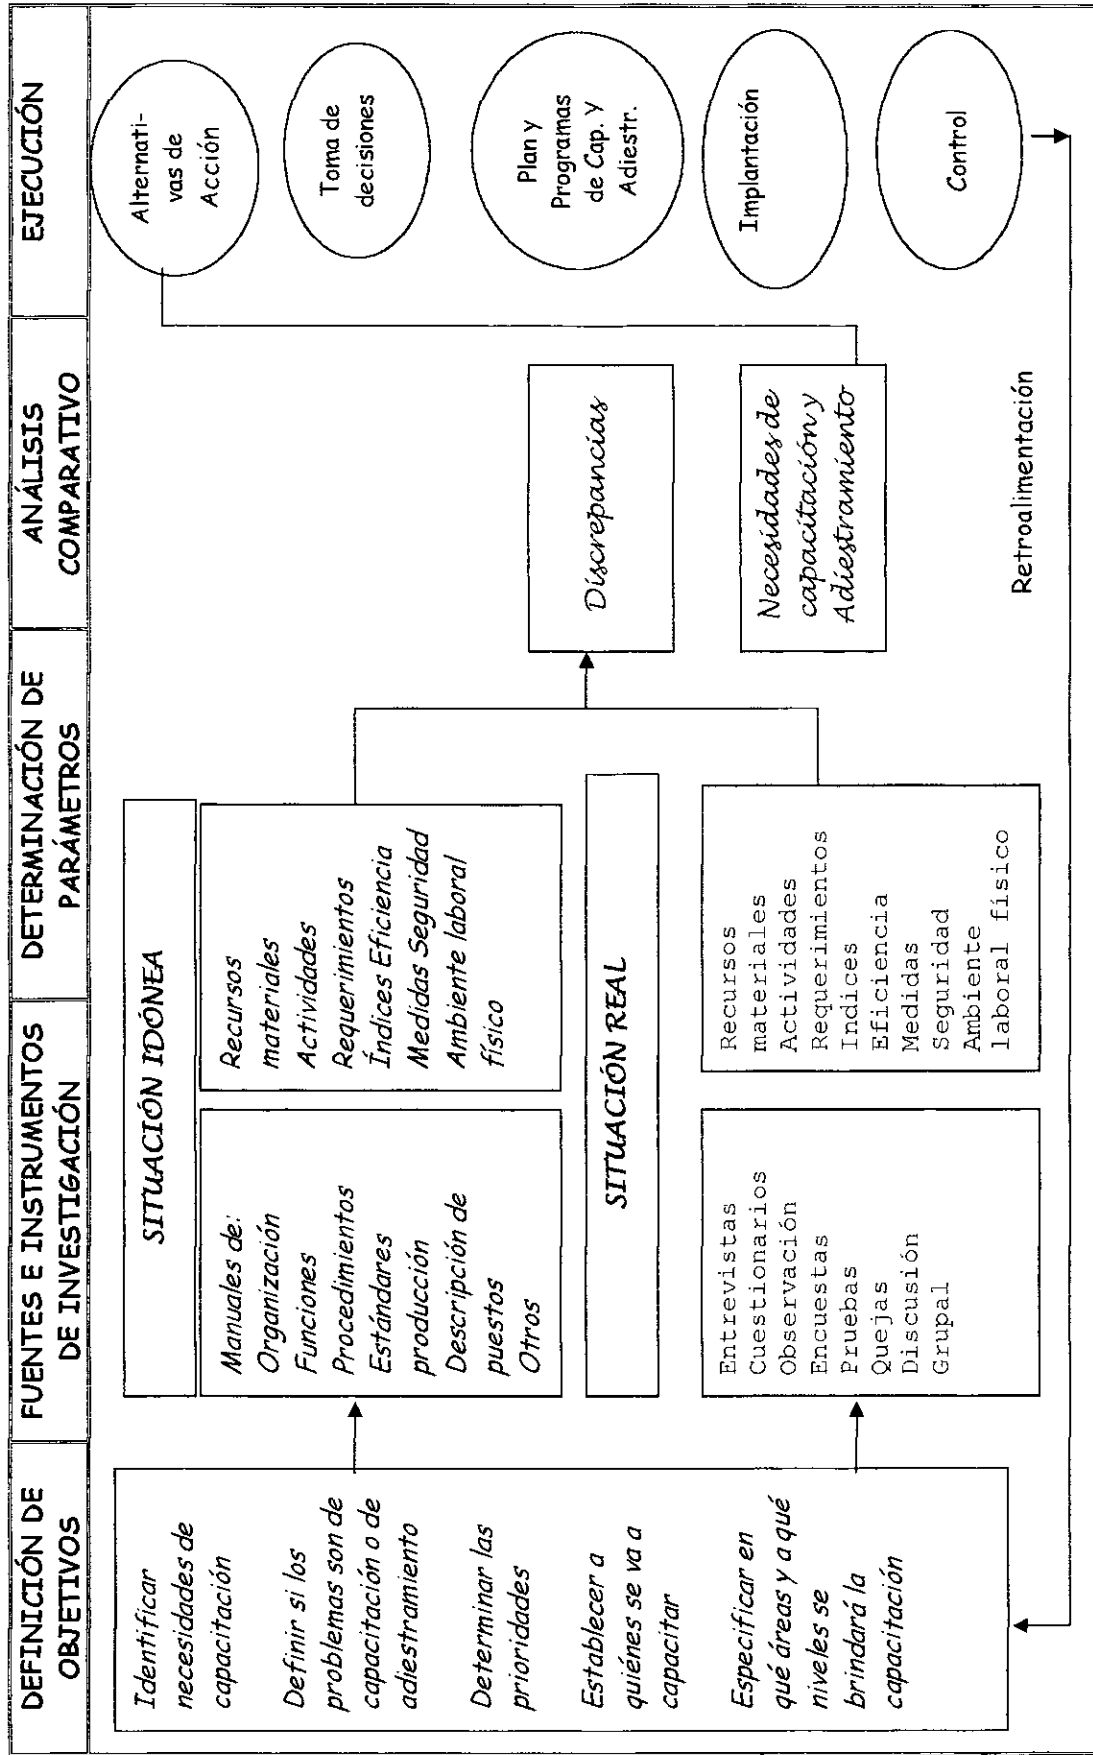 DEFINICIÓN DE
OBJETIVOS
FUENTES E INSTRUMENTOS
DE INVESTIGACIÓN
DETERMINACIÓN DE
PARÁMETROS
ANÁLISIS
COMPARATIVO
EJECUCIÓN
Identificar
necesidades de
capacitación
Definir si los
problemas son de
capacitación o de
adiestramiento
Determinar las
prioridades
Establecer a
quiénes se va a
capacitar
Especificar en
qué áreas y a qué
niveles se
brindará la
capacitación
SITUACIÓN IDÓNEA
Manuales de:
Organización
Funciones
Procedimientos
Estándares
producción
Descripción de
puestos
Otros
Recursos
materiales
Actividades
Requerimientos
Índices Eficiencia
Medidas Seguridad
Ambiente laboral
físico
SITUACIÓN REAL
Entrevistas
Cuestionarios
Observación
Encuestas
Pruebas
Quejas
Discusión
Grupal
Recursos
materiales
Actividades
Requerimientos
Indices
Eficiencia
Medidas
Seguridad
Ambiente
laboral físico
Discrepancias
Necesidades de
capacitación y
Adiestramiento
Alternati-
vas de
Acción
Toma de
decisiones
Plan y
Programas
de Cap. Y
Adiestr.
Implantación
Control
Retroalimentación